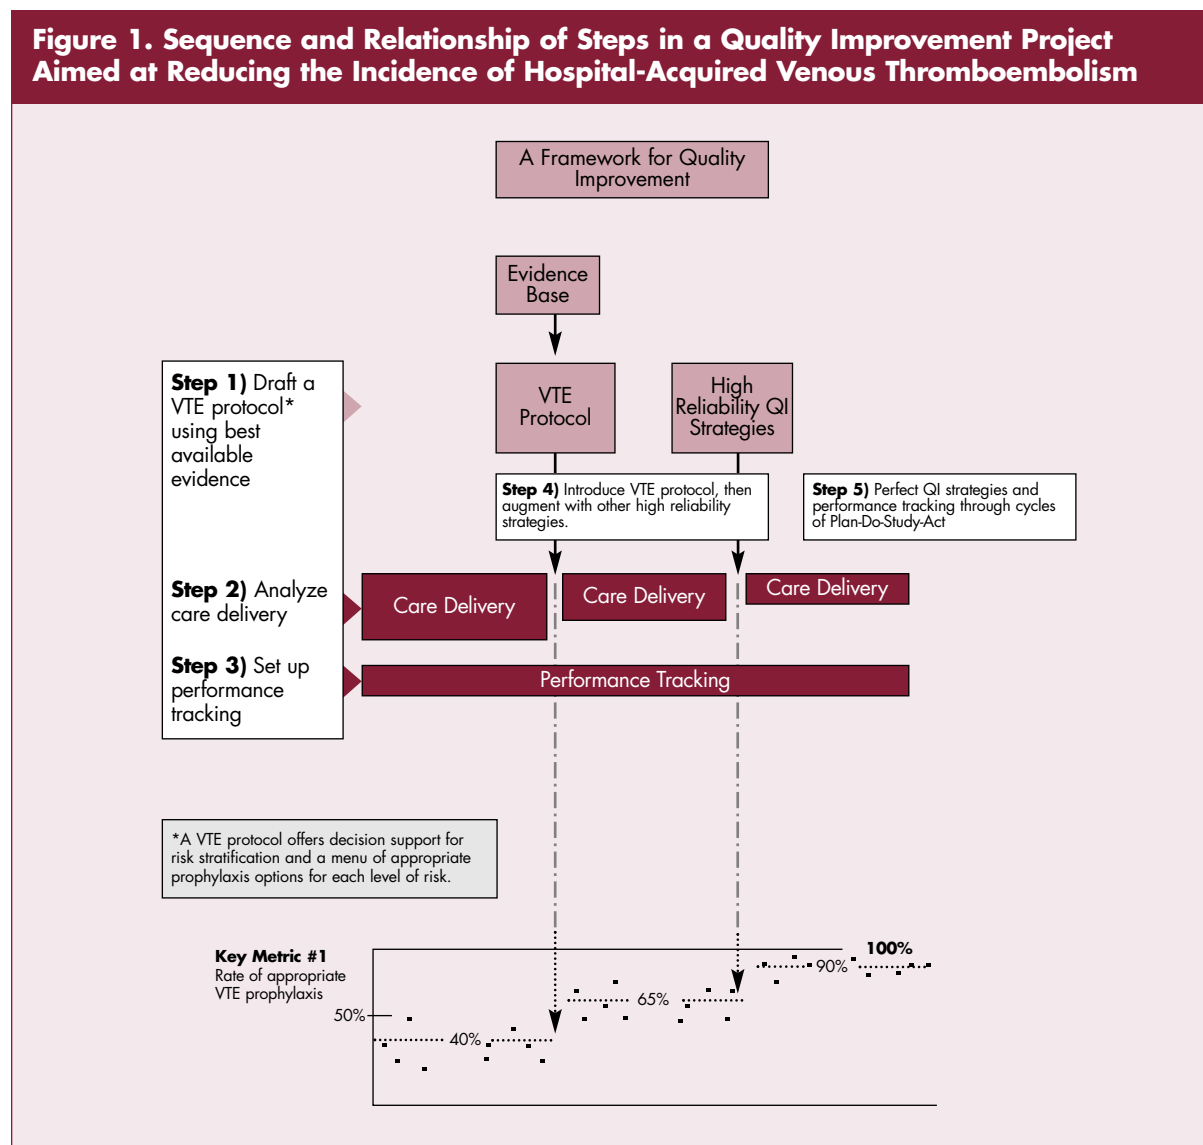 Figure 1. Sequence and Relationship of Steps in a Quality Improvement Project
Aimed at Reducing the Incidence of Hospital-Acquired Venous Thromboembolism
A Framework for Quality
Improvement
Evidence
Base
Step 1) Draft a
VTE protocol*
using best
available
evidence
VTE
Protocol
High
Reliability QI
Strategies
Step 4) Introduce VTE protocol, then
augment with other high reliability
strategies.
Step 5) Perfect QI strategies and
performance tracking through cycles
of Plan-Do-Study-Act
Step 2) Analyze
care delivery
Care Delivery
Care Delivery
Care Delivery
Step 3) Set up
performance
tracking
Performance Tracking
*A VTE protocol offers decision support for
risk stratification and a menu of appropriate
prophylaxis options for each level of risk.
Key Metric #1
Rate of appropriate
VTE prophylaxis
100%
90%
65%
50%
40%